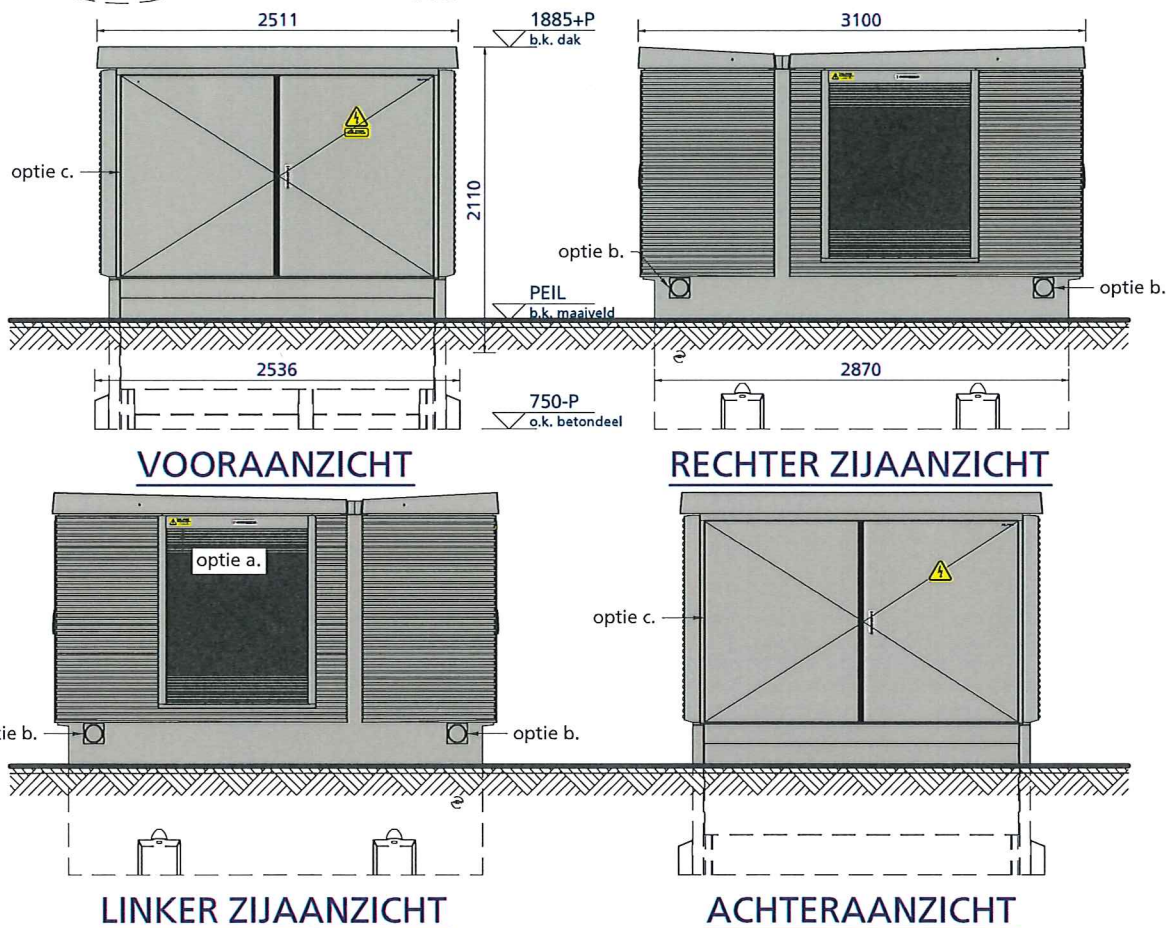 2511
1885+P
b.k. dak
3100
optie c.
2110
optie b.
optie b.
PEIL
b.k. maaiveld
2536
750-P
o.k. betondeel
2870
VOORAANZICHT
RECHTER ZIJAANZICHT
optie a.
optie c.
tie b.
optie b.
LINKER ZIJAANZICHT
ACHTERAANZICHT